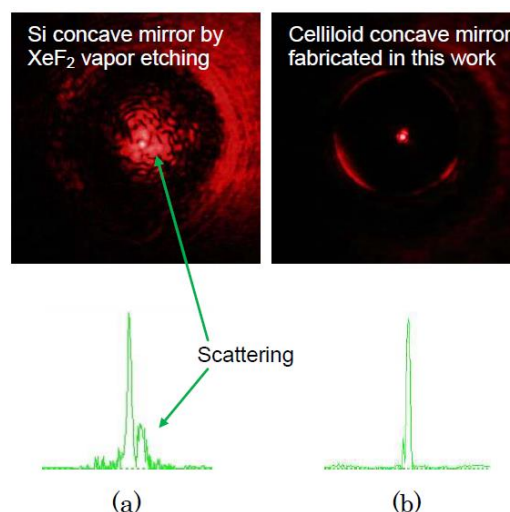 Si concave mirror by
XeF₂ vapor etching
Celliloid concave mirror
fabricated in this work
Scattering
(a)
(b)